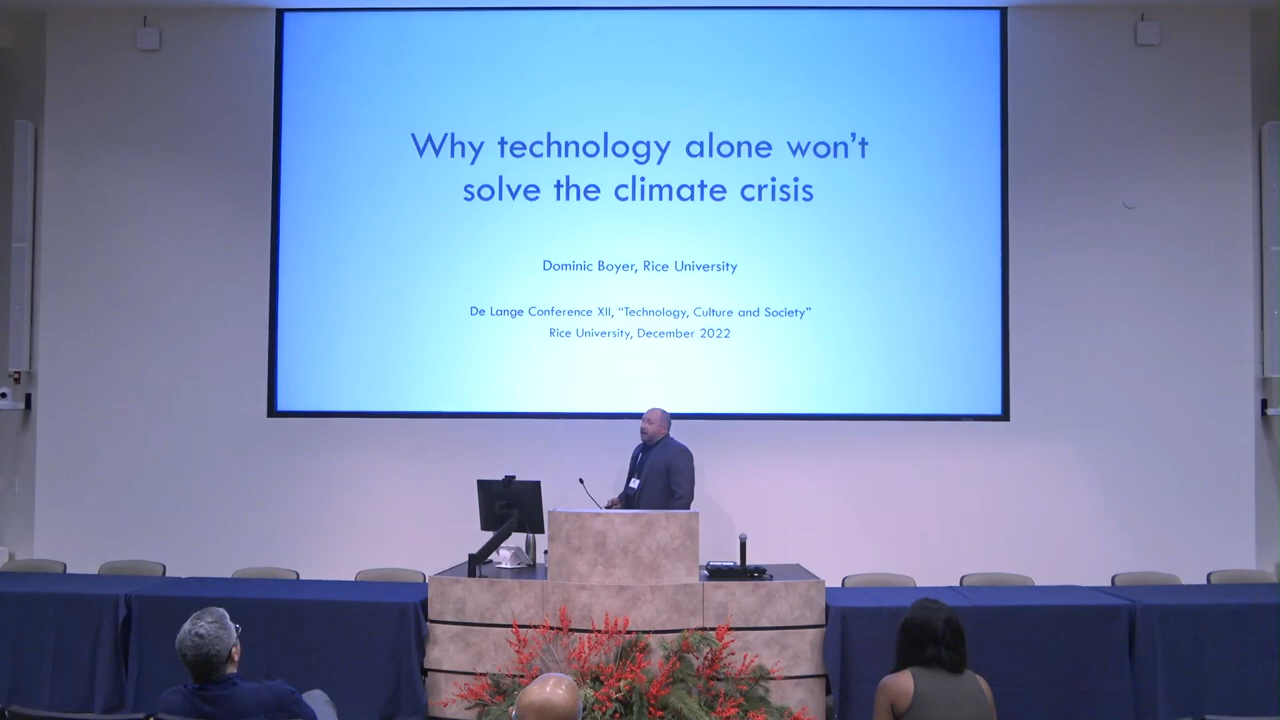 Why technology alone won't
solve the climate crisis
Dominic Boyer, Rice University
De Lange Conference XII, “Technology, Culture and Society”
Rice University, December 2022